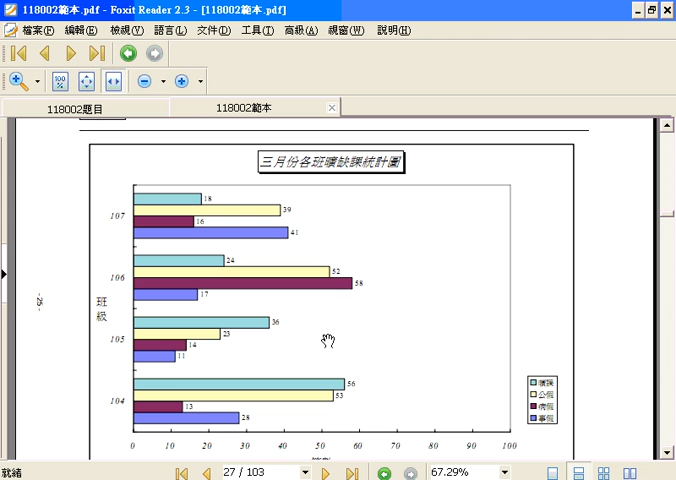 118002範本.pdf - Foxit Reader 2.3 - [118002範本.pdf]
檔案(F) 編輯(E) 檢視(V) 語言(L) 文件(D) 工具(I) 高級(A) 視窗(W) 說明(H)
100 %
118002題目 118002範本
三月份各班曠缺課統計圖
107
18
39
16
41
106
24
52
58
17
班級
- 25 -
105
36
23
14
11
104
56
53
13
28
曠課
公假
病假
事假
0 10 20 30 40 50 60 70 80 90 100
就緒 27 / 103 67.29%